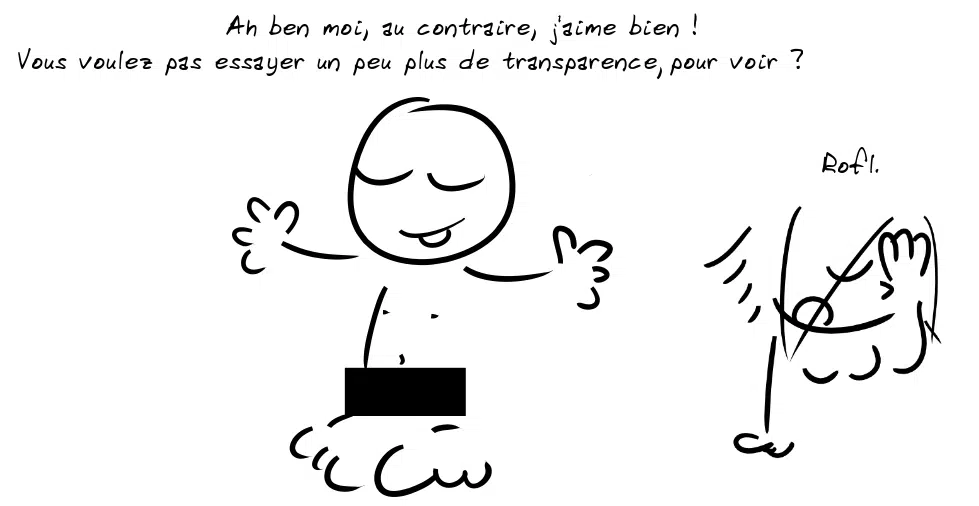 Ah ben moi, au contraire, j'aime bien !
Vous voulez pas essayer un peu plus de transparence, pour voir ?
Rofl.